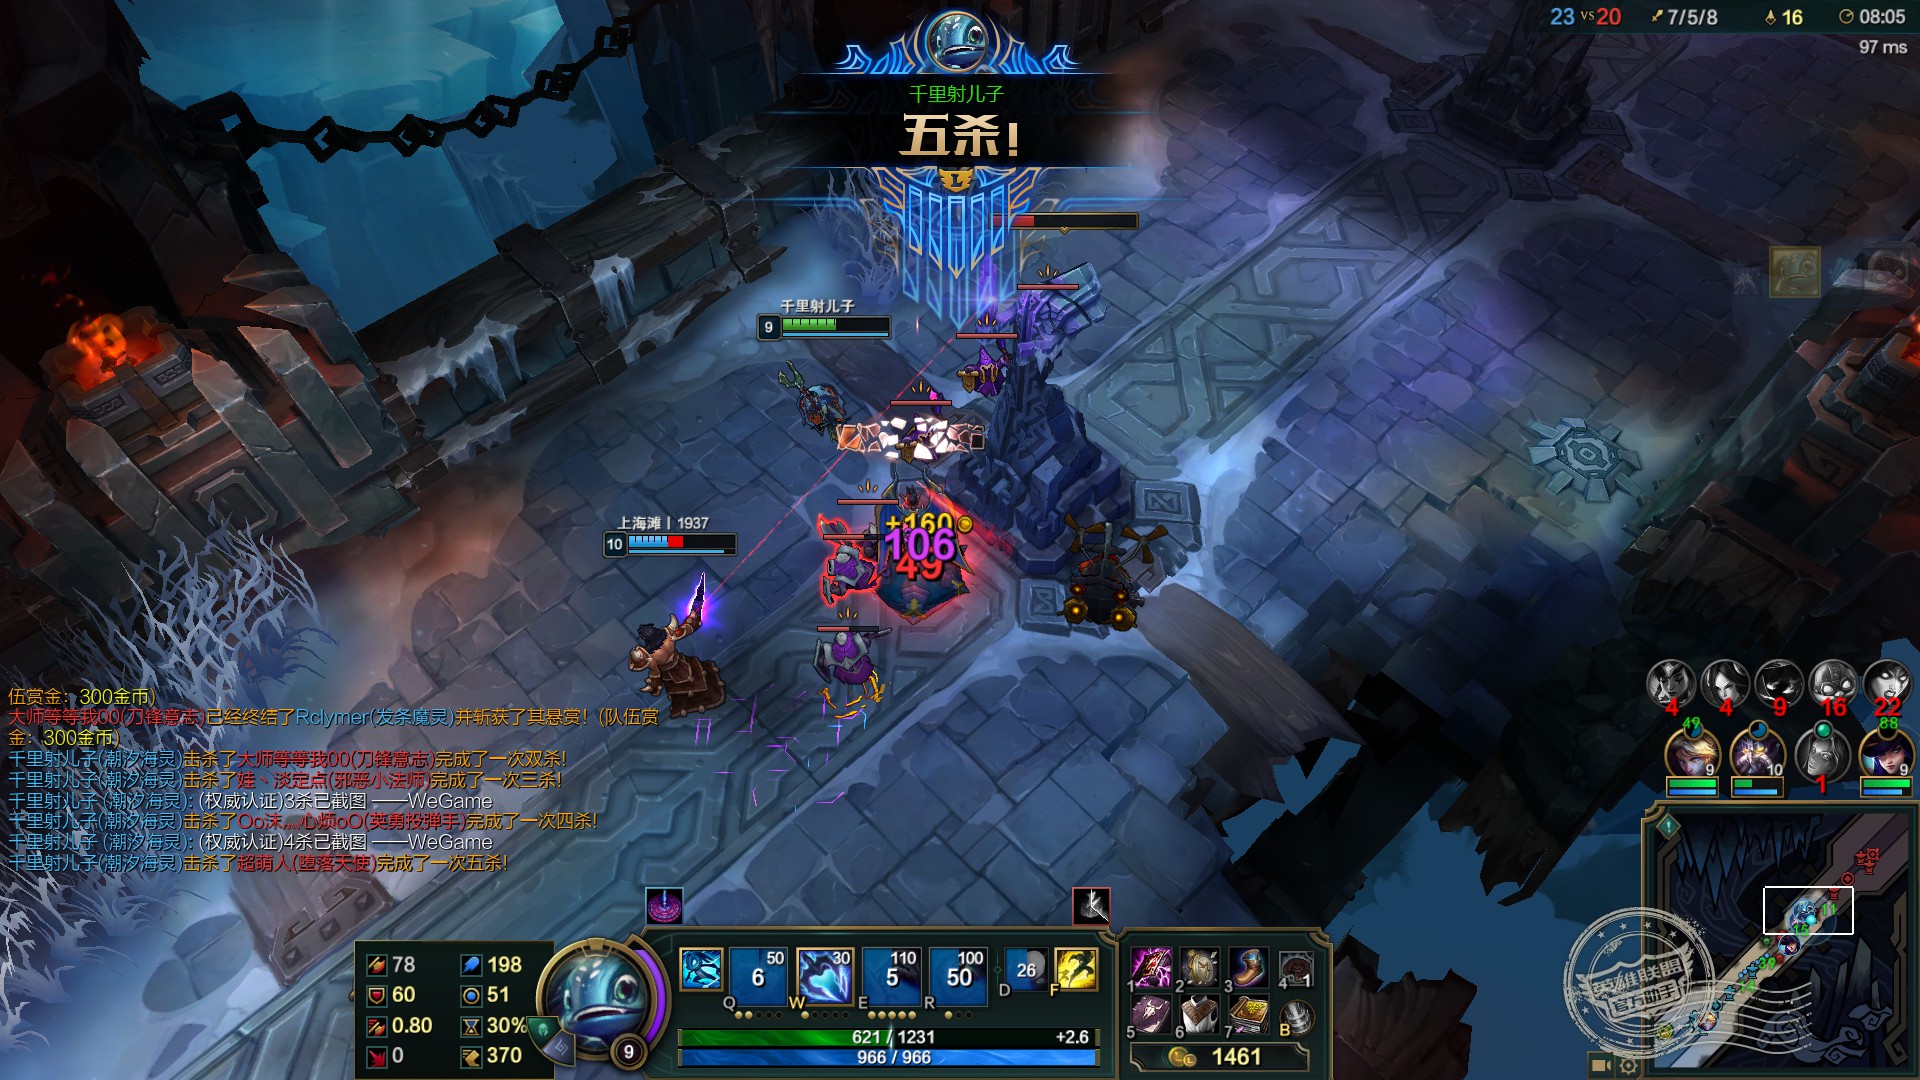 23 vs 20 7/5/8 16 08:05
97 ms
千里射儿子
五杀!
千里射儿子
9
上海滩丨1937
10
+160
106
49
伍赏金：300金币)
大师等等我00(刀锋意志)已经终结了Rclymer(发条魔灵)并斩获了其悬赏！(队伍赏
金：300金币)
千里射儿子(潮汐海灵)击杀了大师等等我00(刀锋意志)完成了一次双杀!
千里射儿子(潮汐海灵)击杀了娃丶淡定点(邪恶小法师)完成了一次三杀!
千里射儿子 (潮汐海灵): (权威认证)3杀已截图 ——WeGame
千里射儿子(潮汐海灵)击杀了Oo沫灬心烦oO(英勇投弹手)完成了一次四杀!
千里射儿子 (潮汐海灵): (权威认证)4杀已截图 ——WeGame
千里射儿子(潮汐海灵)击杀了超萌人(堕落天使)完成了一次五杀!
4 4 9 16 22
49 88
9 10 1 9
78 198
60 51
0.80 30%
0 370
9
50 30 110 100
6 5 50 26
Q W E R D F
621 / 1231 +2.6
966 / 966
1 2 3 4 1
5 6 7 B
1461
11
15
39
14
英雄联盟
官方助手